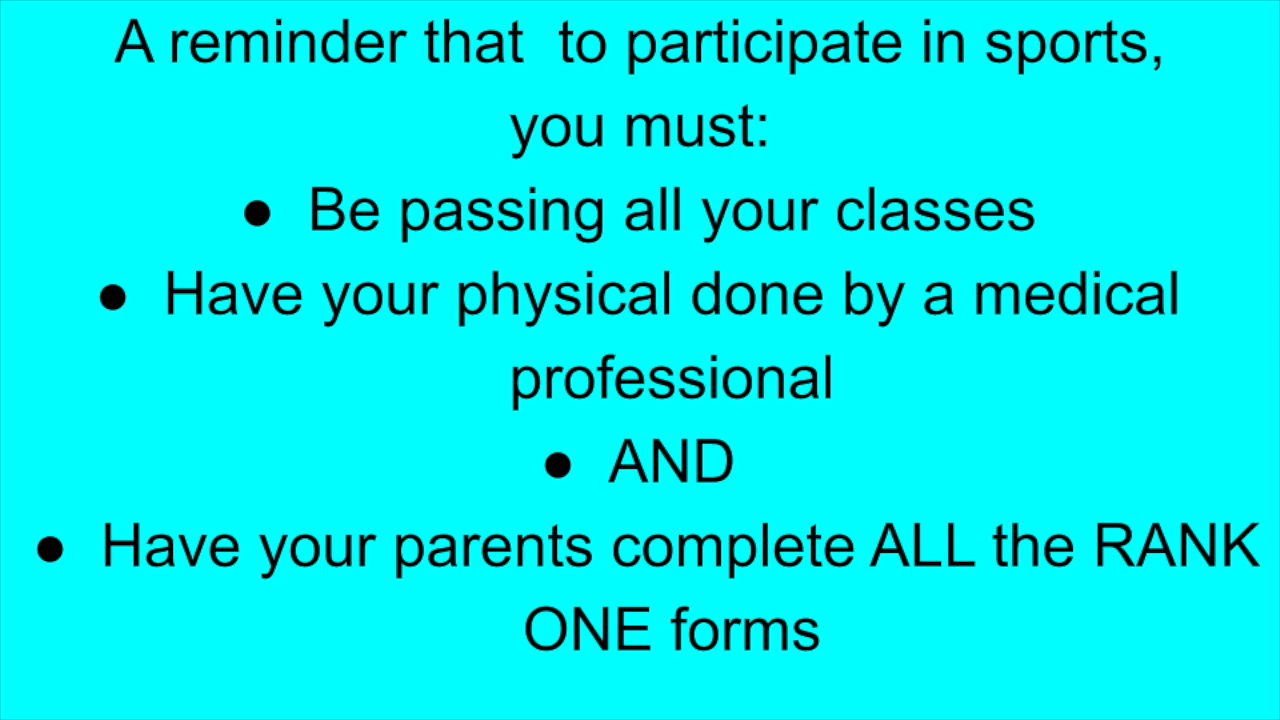 A reminder that  to participate in sports,
you must:
● Be passing all your classes
● Have your physical done by a medical
professional
● AND
● Have your parents complete ALL the RANK
ONE forms